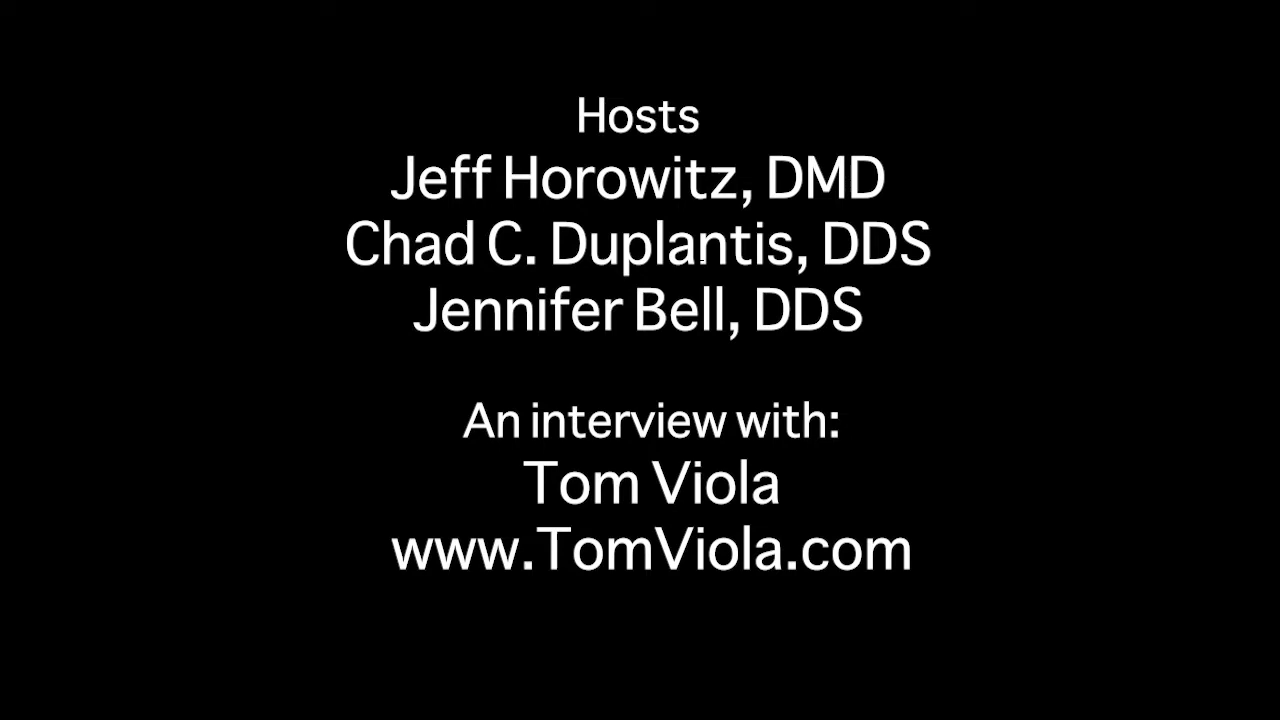 Hosts
Jeff Horowitz, DMD
Chad C. Duplantis, DDS
Jennifer Bell, DDS
An interview with:
Tom Viola
www.TomViola.com